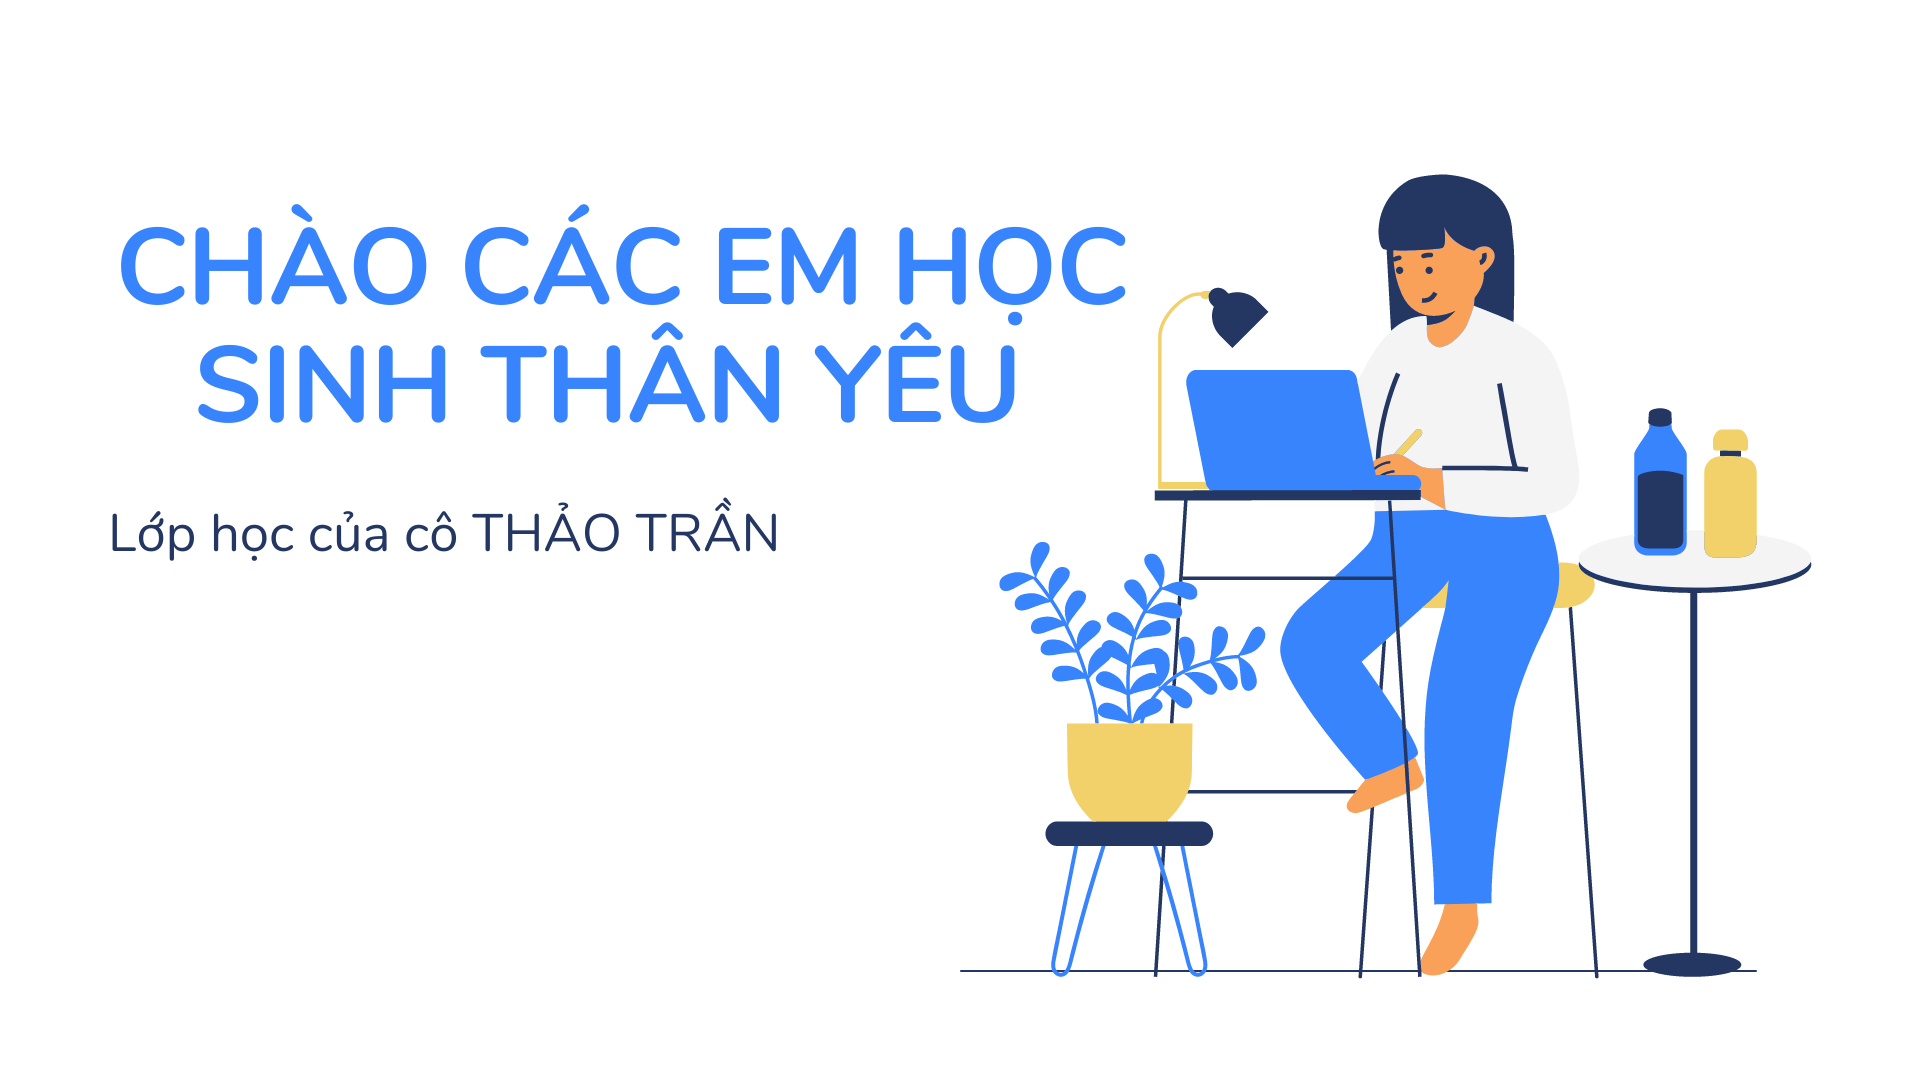 CHÀO CÁC EM HỌC
SINH THÂN YÊU
Lớp học của cô THẢO TRẦN